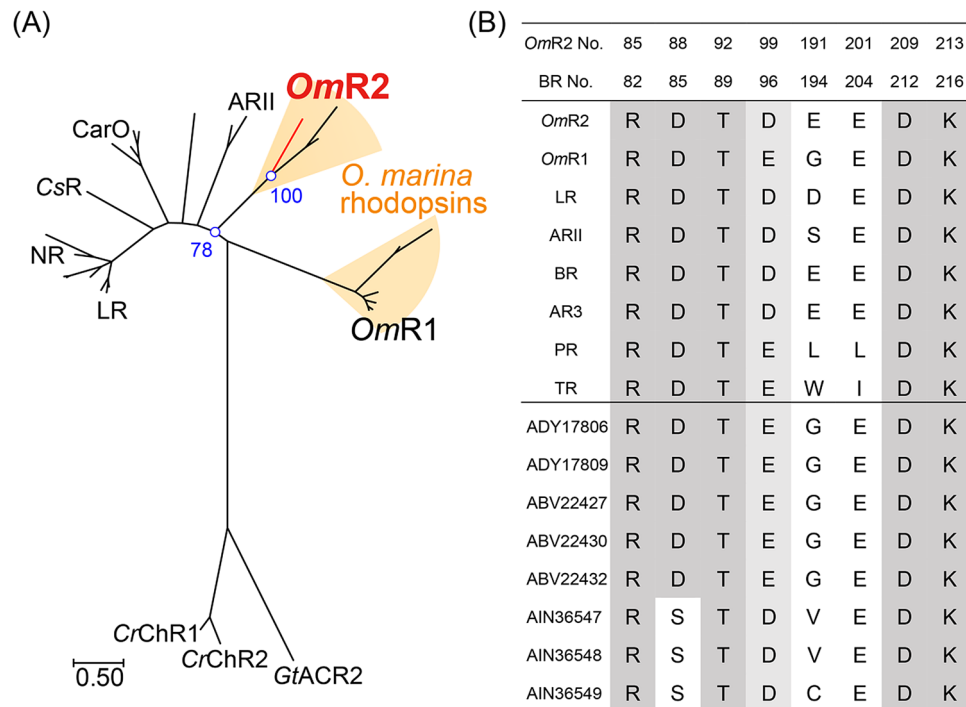 (A)
OmR2
ARII
CarO
CsR
NR
LR
100
78
O. marina
rhodopsins
OmR1
CrChR1
CrChR2
GtACR2
0.50
(B)
OmR2 No. 85 88 92 99 191 201 209 213
BR No. 82 85 89 96 194 204 212 216
OmR2 R D T D E E D K
OmR1 R D T E G E D K
LR R D T D D E D K
ARII R D T D S E D K
BR R D T D E E D K
AR3 R D T D E E D K
PR R D T E L L D K
TR R D T E W I D K
ADY17806 R D T E G E D K
ADY17809 R D T E G E D K
ABV22427 R D T E G E D K
ABV22430 R D T E G E D K
ABV22432 R D T E G E D K
AIN36547 R S T D V E D K
AIN36548 R S T D V E D K
AIN36549 R S T D C E D K